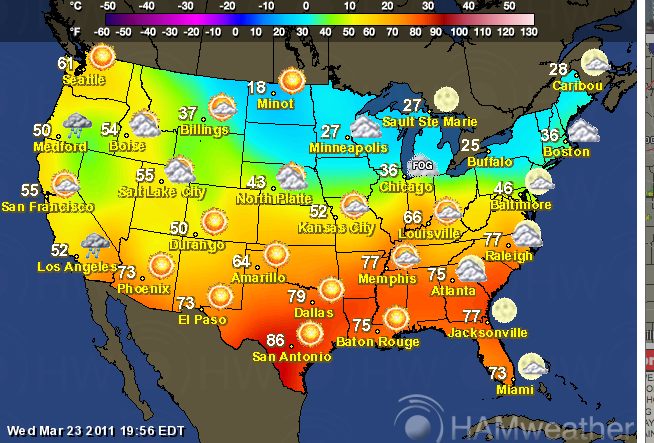 °C -50 -40 -30 -20 -10 0 10 20 30 40 50
°F -60 -50 -40 -30 -20 -10 0 10 20 30 40 50 60 70 80 90 100 110 120 130
61
Seattle
18
Minot
28
Caribou
37
Billings
27
Sault Ste Marie
50
Medford
54
Boise
27
Minneapolis
25
Buffalo
36
Boston
FOG
36
Chicago
55
Salt Lake City
43
North Platte
46
Baltimore
55
San Francisco
52
Kansas City
66
Louisville
50
Durango
77
Raleigh
52
Los Angeles
73
Phoenix
64
Amarillo
77
Memphis
75
Atlanta
73
El Paso
79
Dallas
75
Baton Rouge
77
Jacksonville
86
San Antonio
73
Miami
Wed Mar 23 2011 19:56 EDT
HAMweather